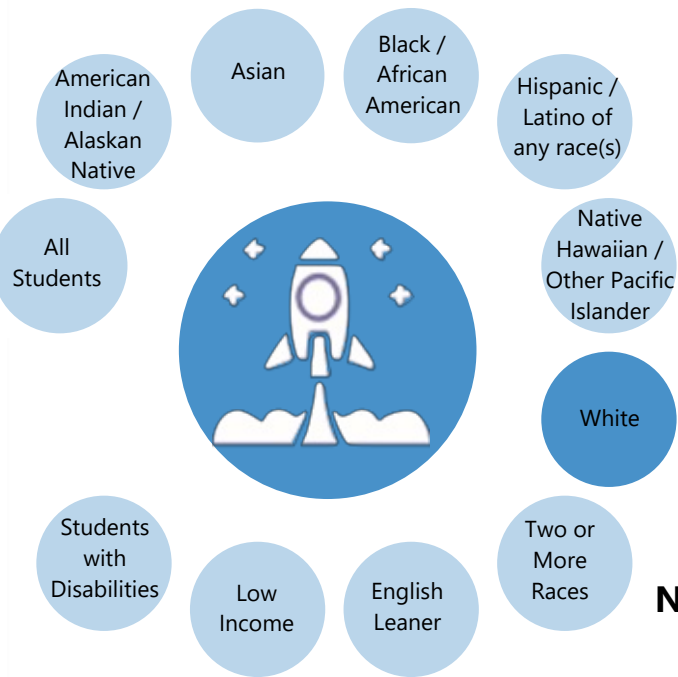 All
Students
American
Indian /
Alaskan
Native
Asian
Black /
African
American
Hispanic /
Latino of
any race(s)
Native
Hawaiian /
Other Pacific
Islander
White
Two or
More
Races
English
Leaner
Low
Income
Students
with
Disabilities
N